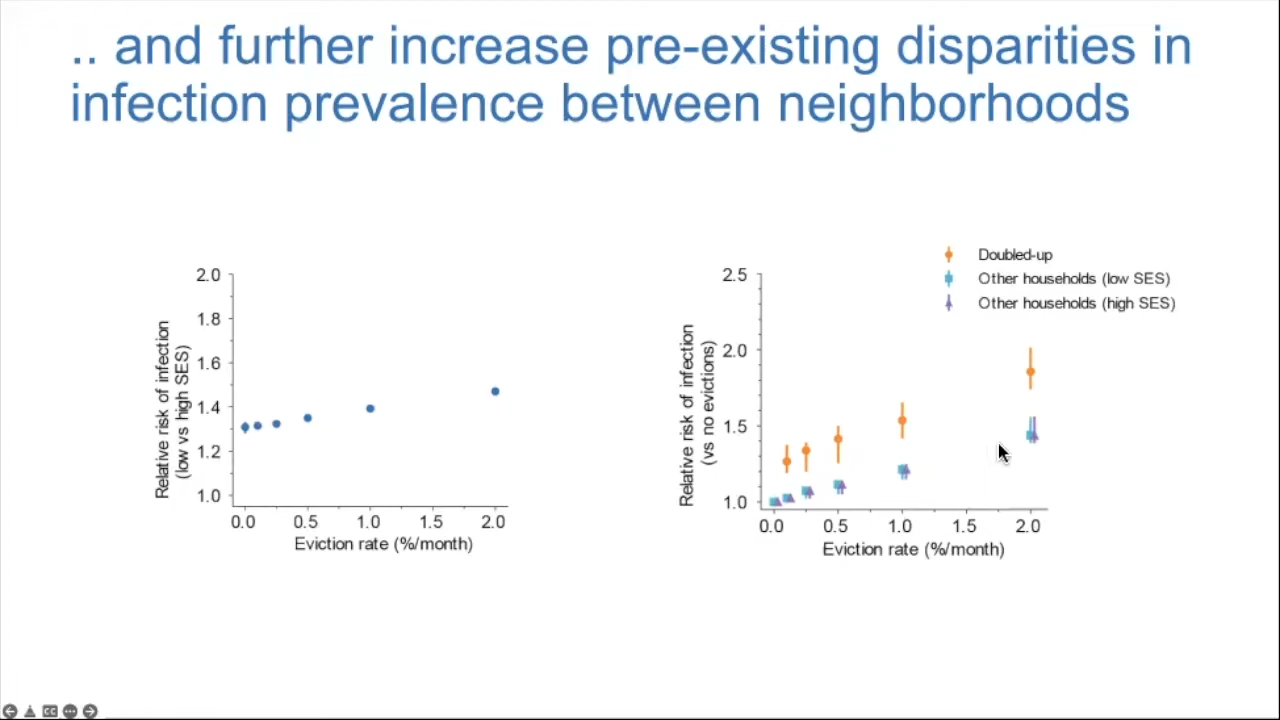 .. and further increase pre-existing disparities in
infection prevalence between neighborhoods
2.0
1.8
1.6
1.4
1.2
1.0
Relative risk of infection
(low vs high SES)
0.0 0.5 1.0 1.5 2.0
Eviction rate (%/month)
Doubled-up
Other households (low SES)
Other households (high SES)
2.5
2.0
1.5
1.0
Relative risk of infection
(vs no evictions)
0.0 0.5 1.0 1.5 2.0
Eviction rate (%/month)
CC